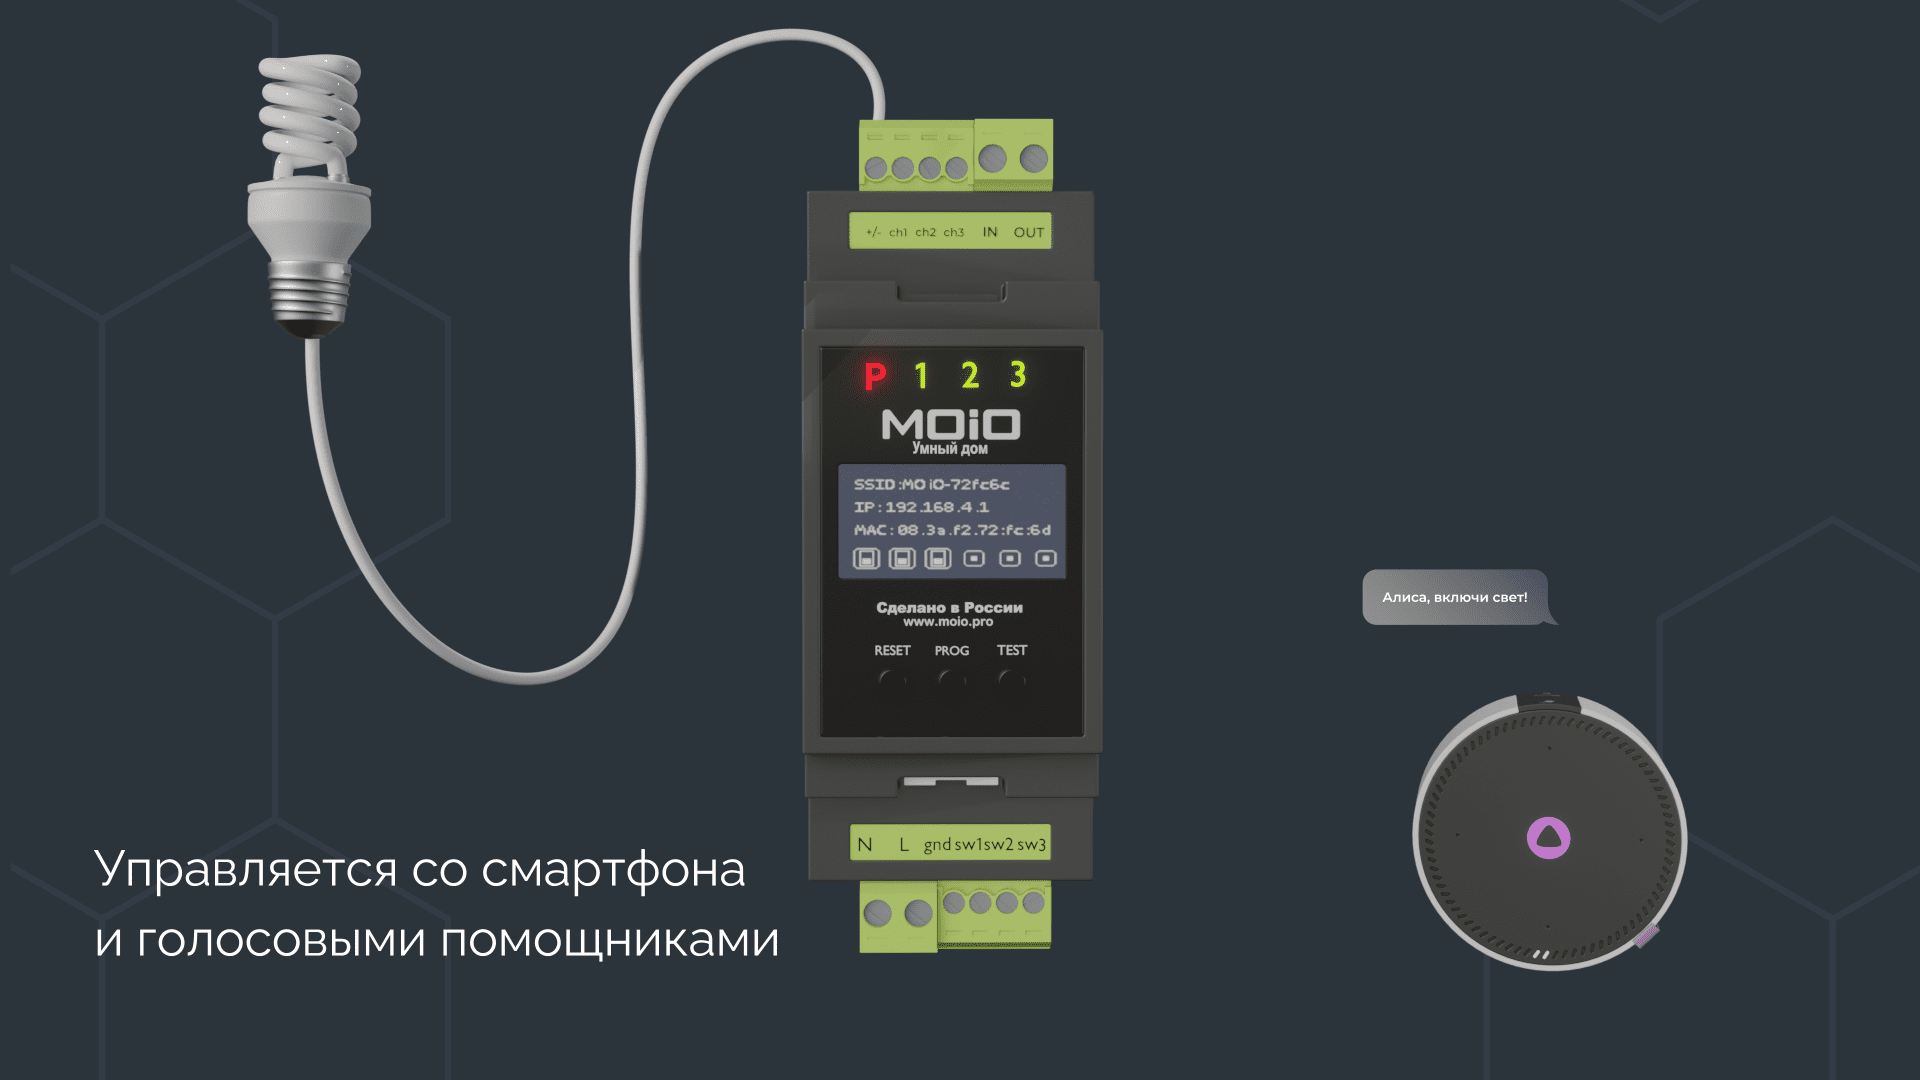 +/- ch1 ch2 ch3 IN OUT
P 1 2 3
MOiO
Умный дом
SSID:MOiO-72fc6c
IP:192.168.4.1
MAC:08.3a.f2.72:fc:6d
Сделано в России
www.moio.pro
RESET PROG TEST
Алиса, включи свет!
N L gnd sw1 sw2 sw3
Управляется со смартфона
и голосовыми помощниками